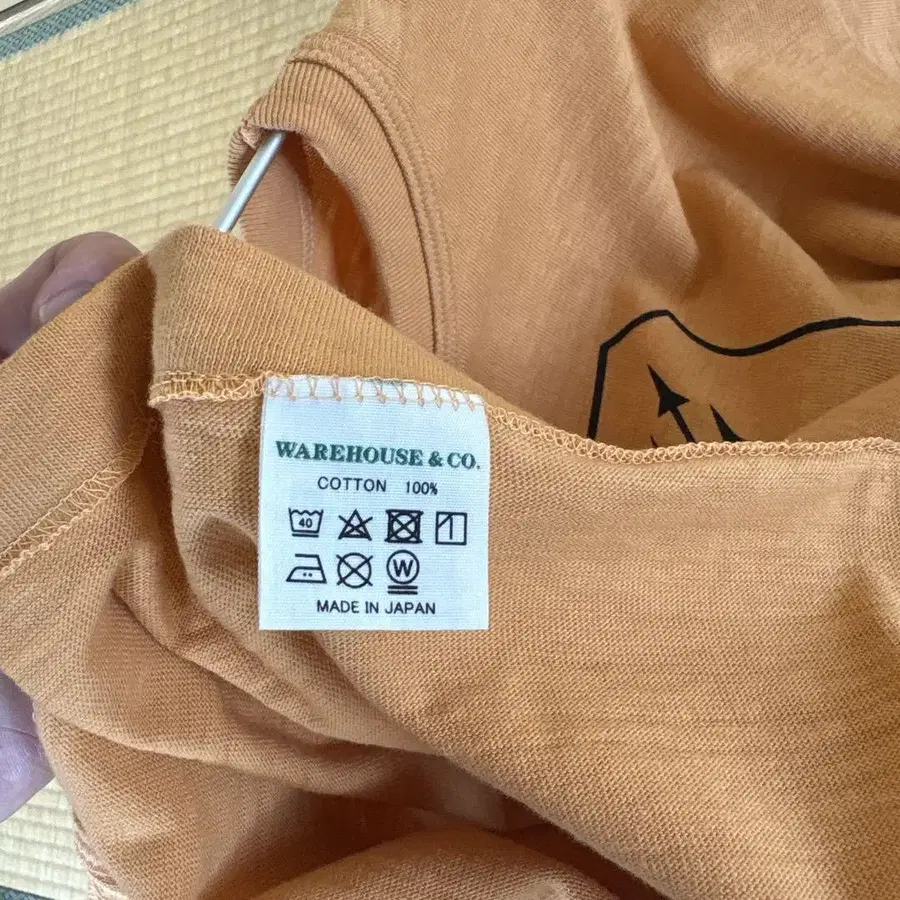 WAREHOUSE & CO.
COTTON 100%
40
W
MADE IN JAPAN